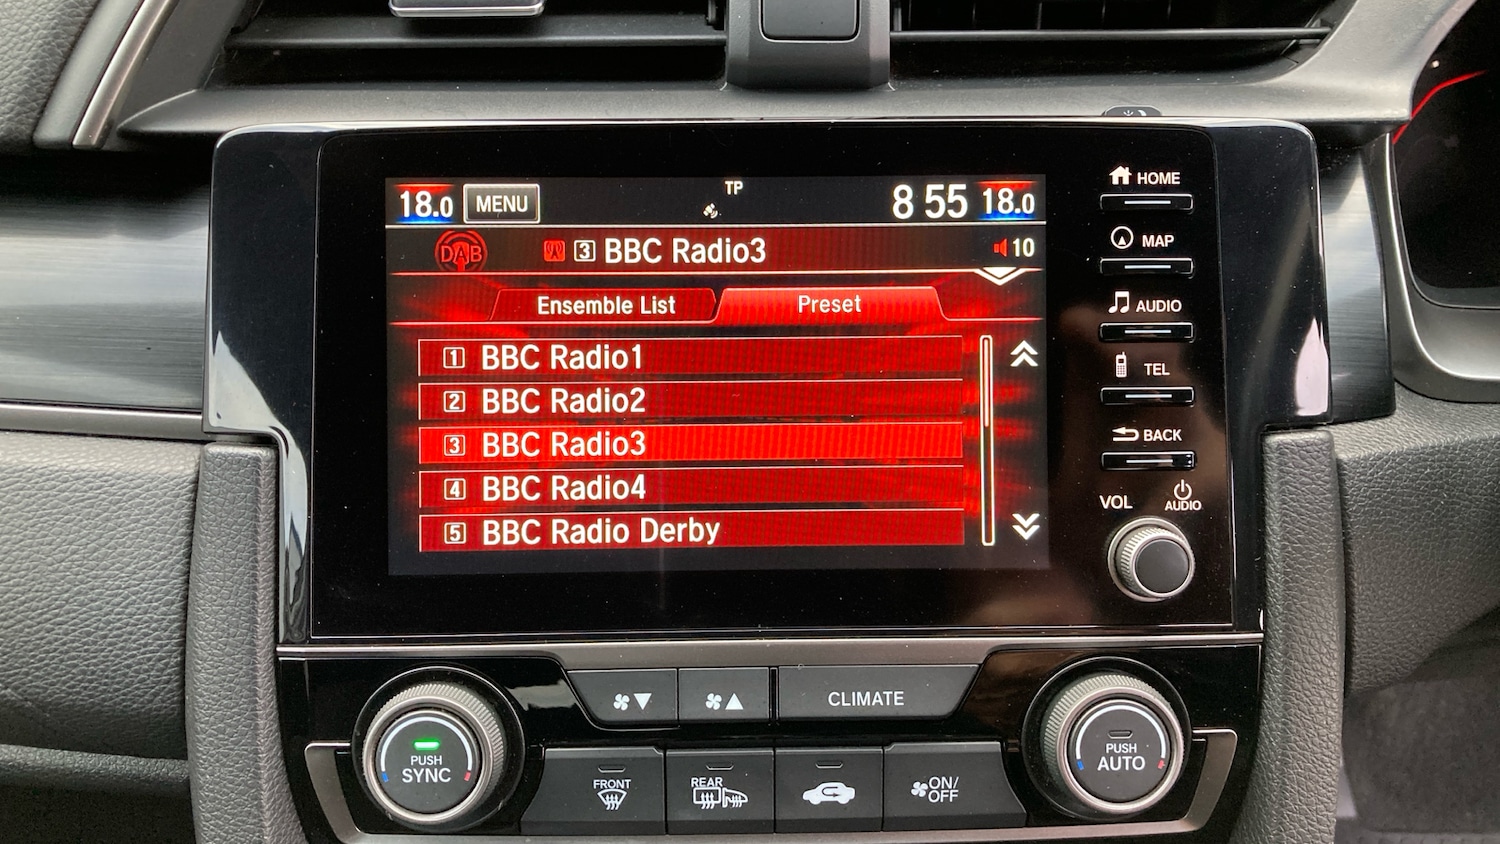 18.0 MENU TP 8 55 18.0
DAB 3 BBC Radio3 10
Ensemble List Preset
1 BBC Radio1
2 BBC Radio2
3 BBC Radio3
4 BBC Radio4
5 BBC Radio Derby
HOME
MAP
AUDIO
TEL
BACK
VOL AUDIO
CLIMATE
PUSH
SYNC
FRONT
REAR
ON/
OFF
PUSH
AUTO